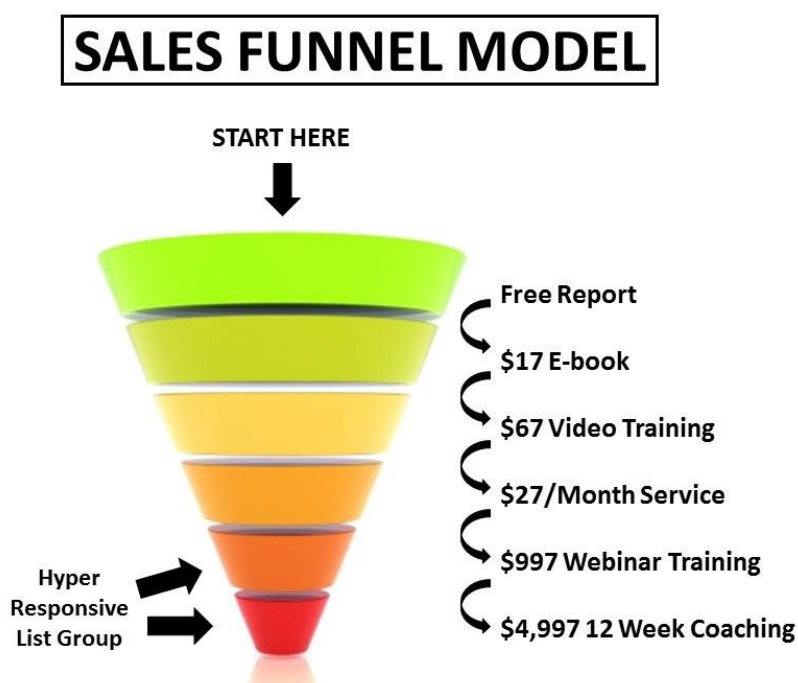 SALES FUNNEL MODEL
START HERE
Free Report
$17 E-book
$67 Video Training
$27/Month Service
$997 Webinar Training
$4,997 12 Week Coaching
Hyper
Responsive
List Group